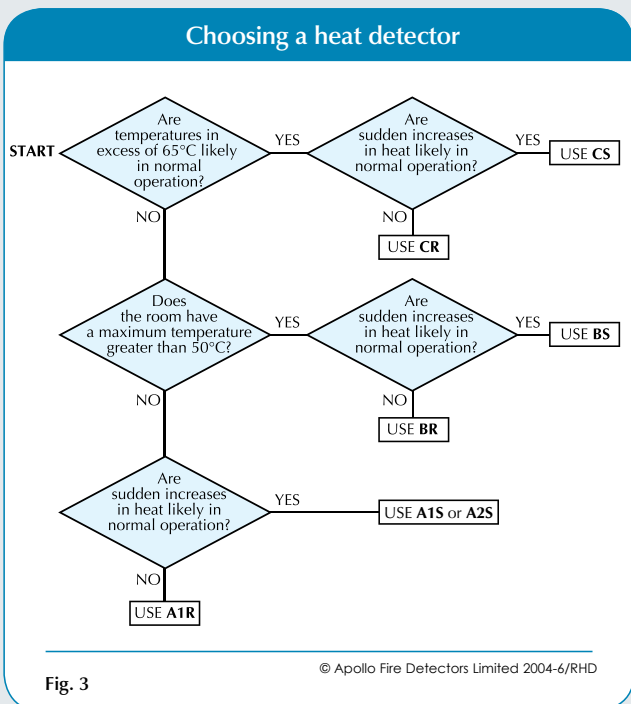 Choosing a heat detector
START
Are
temperatures in
excess of 65°C likely
in normal
operation?
YES
Are
sudden increases
in heat likely in
normal operation?
YES
USE CS
NO
NO
USE CR
Does
the room have
a maximum temperature
greater than 50°C?
YES
Are
sudden increases
in heat likely in
normal operation?
YES
USE BS
NO
NO
USE BR
Are
sudden increases
in heat likely in
normal operation?
YES
USE A1S or A2S
NO
USE A1R
© Apollo Fire Detectors Limited 2004-6/RHD
Fig. 3